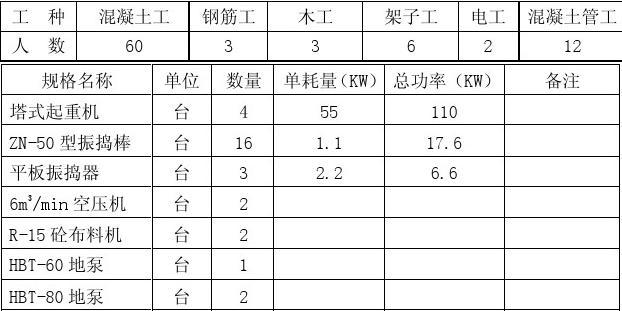 工 种 混凝土工 钢筋工 木工 架子工 电工 混凝土管工
人 数 60 3 3 6 2 12
规格名称 单位 数量 单耗量(KW) 总功率（KW） 备注
塔式起重机 台 4 55 110
ZN-50 型振捣棒 台 16 1.1 17.6
平板振捣器 台 3 2.2 6.6
6m³/min 空压机 台 2
R-15 砼布料机 台 2
HBT-60 地泵 台 1
HBT-80 地泵 台 2